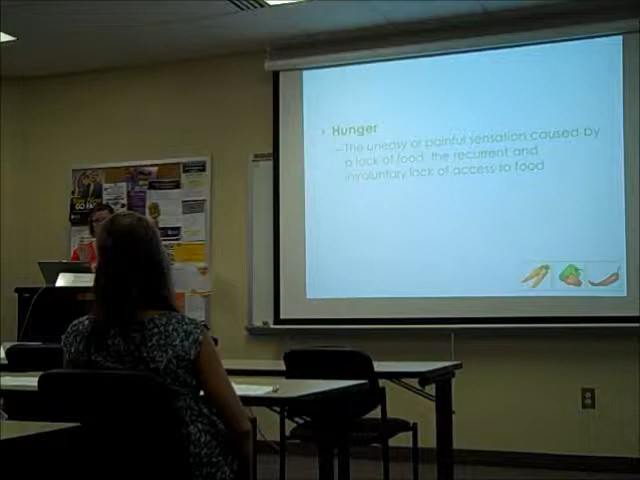 • Hunger
–The uneasy or painful sensation caused by
a lack of food the recurrent and
involuntary lack of access to food